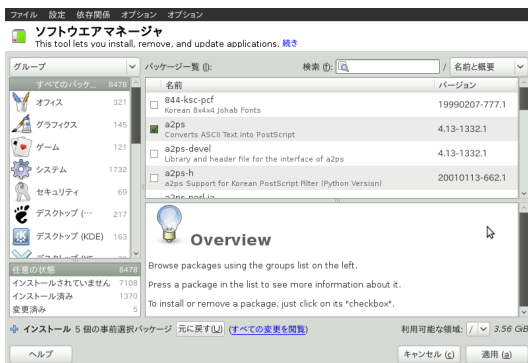 ファイル 設定 依存関係 オプション オプション
ソフトウエアマネージャ
This tool lets you install, remove, and update applications. 続き
グループ
パッケージ一覧 (l):
検索 (f):
/ 名前と概要
すべてのパッケ... 8478
オフィス 321
グラフィクス 145
ゲーム 121
システム 1732
セキュリティ 69
デスクトップ (… 217
デスクトップ (KDE) 163
任意の状態 8478
インストールされていません 7108
インストール済み 1370
変更済み 5
名前 バージョン
844-ksc-pcf 19990207-777.1
Korean 8x4x4 Johab Fonts
a2ps 4.13-1332.1
Converts ASCII Text into PostScript
a2ps-devel 4.13-1332.1
Library and header file for the interface of a2ps
a2ps-h 20010113-662.1
a2ps Support for Korean PostScript Filter (Python Version)
Overview
Browse packages using the groups list on the left.
Press a package in the list to see more information about it.
To install or remove a package, just click on its "checkbox".
インストール 5 個の事前選択パッケージ 元に戻す(U) (すべての変更を閲覧)
利用可能な領域: / 3.56 GiB
ヘルプ
キャンセル (c) 適用 (a)